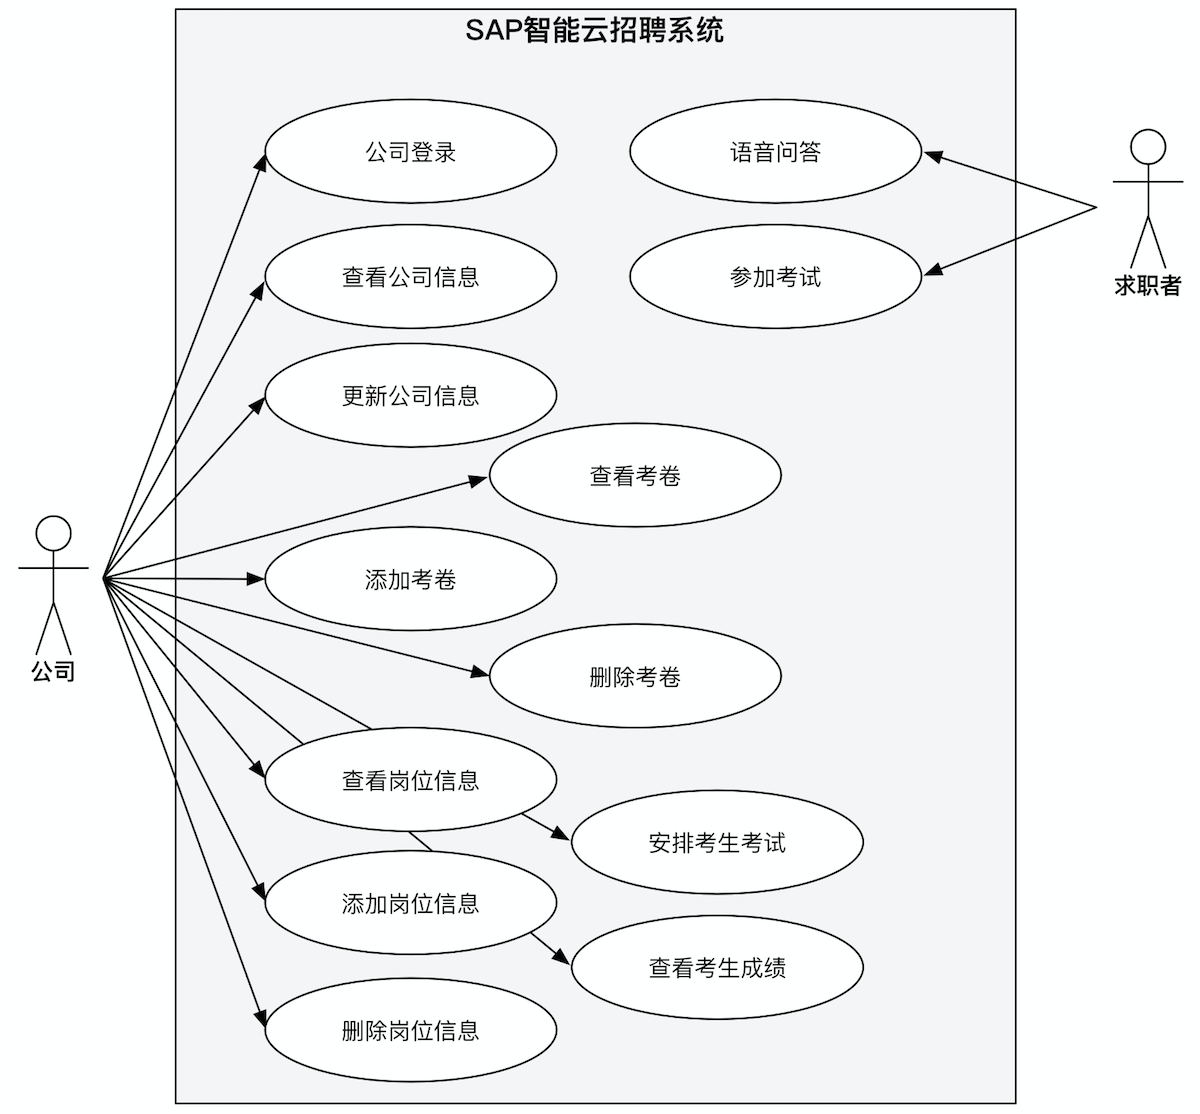 SAP智能云招聘系统
公司登录
语音问答
查看公司信息
参加考试
求职者
更新公司信息
查看考卷
添加考卷
公司
删除考卷
查看岗位信息
安排考生考试
添加岗位信息
查看考生成绩
删除岗位信息